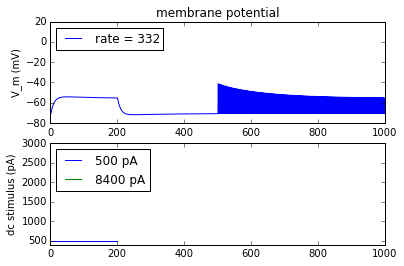 membrane potential
20
0
−20
−40
−60
−80
V_m (mV)
rate = 332
0 200 400 600 800 1000
3000
2500
2000
1500
1000
500
dc stimulus (pA)
500 pA
8400 pA
0 200 400 600 800 1000